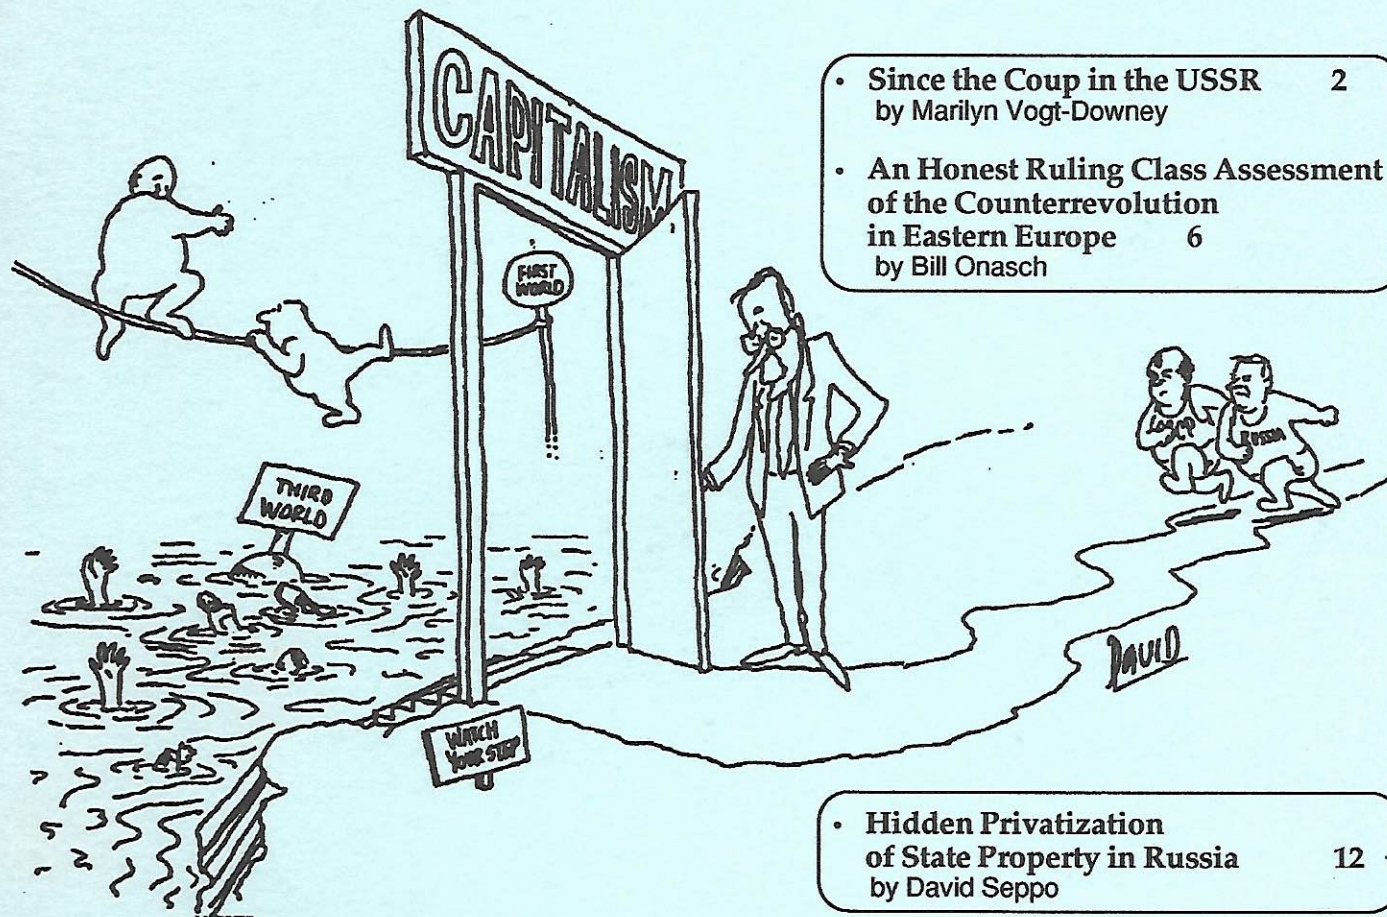 CAPITALISM
FIRST
WORLD
THIRD
WORLD
WATCH
YOUR STEP
RUSSIA
DAVID
• Since the Coup in the USSR 2
by Marilyn Vogt-Downey
• An Honest Ruling Class Assessment
of the Counterrevolution
in Eastern Europe 6
by Bill Onasch
• Hidden Privatization
of State Property in Russia 12
by David Seppo